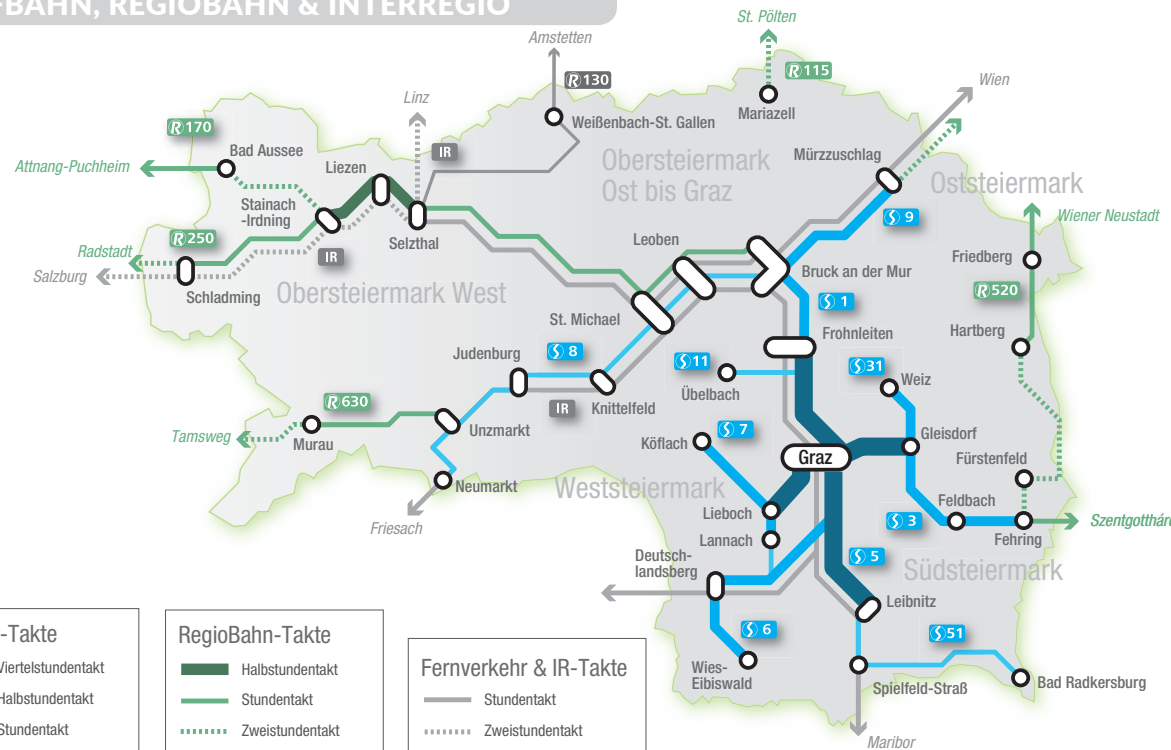 -BAHN, REGIOBAHN & INTERREGIO
St. Pölten
Amstetten
R 130
R 115
Wien
Linz
Mariazell
Weißenbach-St. Gallen
R 170
IR
Obersteiermark
Ost bis Graz
Mürzzuschlag
Attnang-Puchheim
Bad Aussee
Liezen
Oststeiermark
Stainach
-Irdning
S 9
Wiener Neustadt
R 250
Selzthal
Leoben
Radstadt
IR
Friedberg
Salzburg
Bruck an der Mur
Schladming
Obersteiermark West
R 520
S 1
St. Michael
Frohnleiten
Hartberg
Judenburg
S 8
S 11
S 31
Weiz
Übelbach
IR
Knittelfeld
R 630
Unzmarkt
S 7
Tamsweg
Murau
Köflach
Gleisdorf
Graz
Fürstenfeld
Neumarkt
Weststeiermark
Feldbach
Friesach
Lieboch
S 3
Szentgotthárd
Lannach
Fehring
Deutsch-
landsberg
S 5
Südsteiermark
Leibnitz
S 6
S 51
Wies-
Eibiswald
Spielfeld-Straß
Bad Radkersburg
Maribor
-Takte
Viertelstundentakt
Halbstundentakt
Stundentakt
RegioBahn-Takte
Halbstundentakt
Stundentakt
Zweistundentakt
Fernverkehr & IR-Takte
Stundentakt
Zweistundentakt